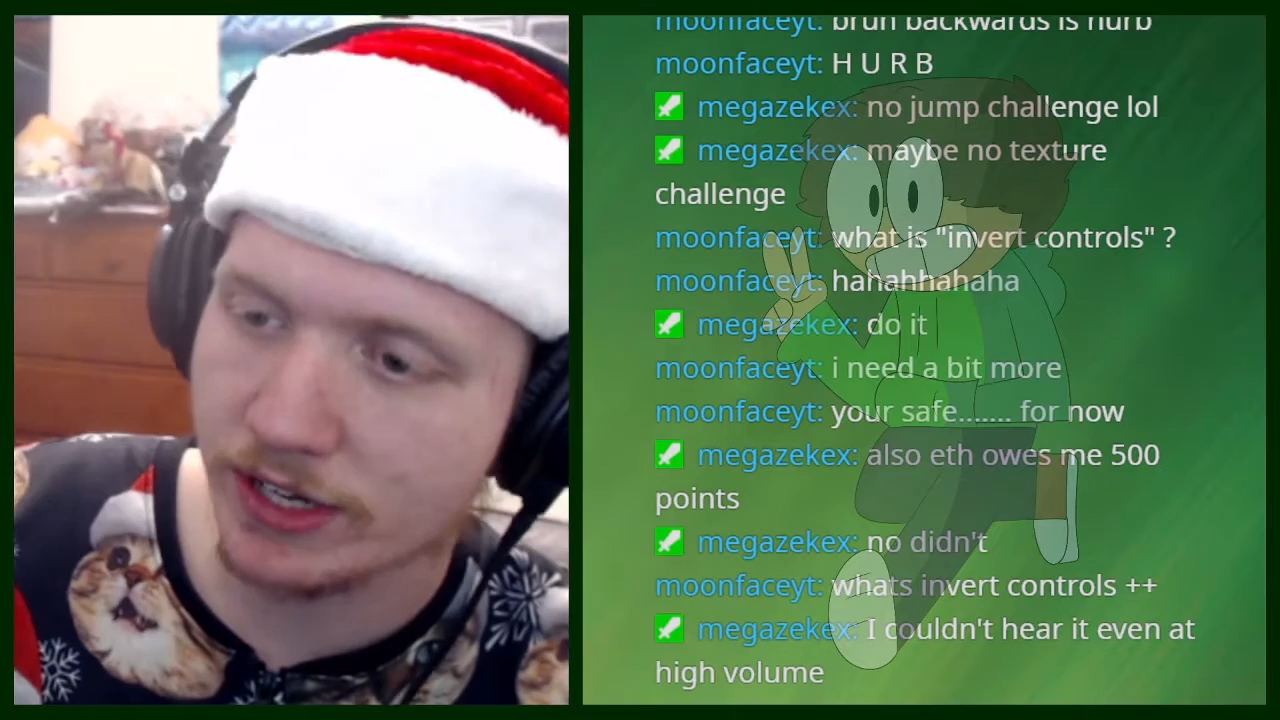 moonfaceyt: bruh backwards is hurb
moonfaceyt: H U R B
megazekex: no jump challenge lol
megazekex: maybe no texture
challenge
moonfaceyt: what is "invert controls" ?
moonfaceyt: hahahhahaha
megazekex: do it
moonfaceyt: i need a bit more
moonfaceyt: your safe....... for now
megazekex: also eth owes me 500
points
megazekex: no didn't
moonfaceyt: whats invert controls ++
megazekex: I couldn't hear it even at
high volume